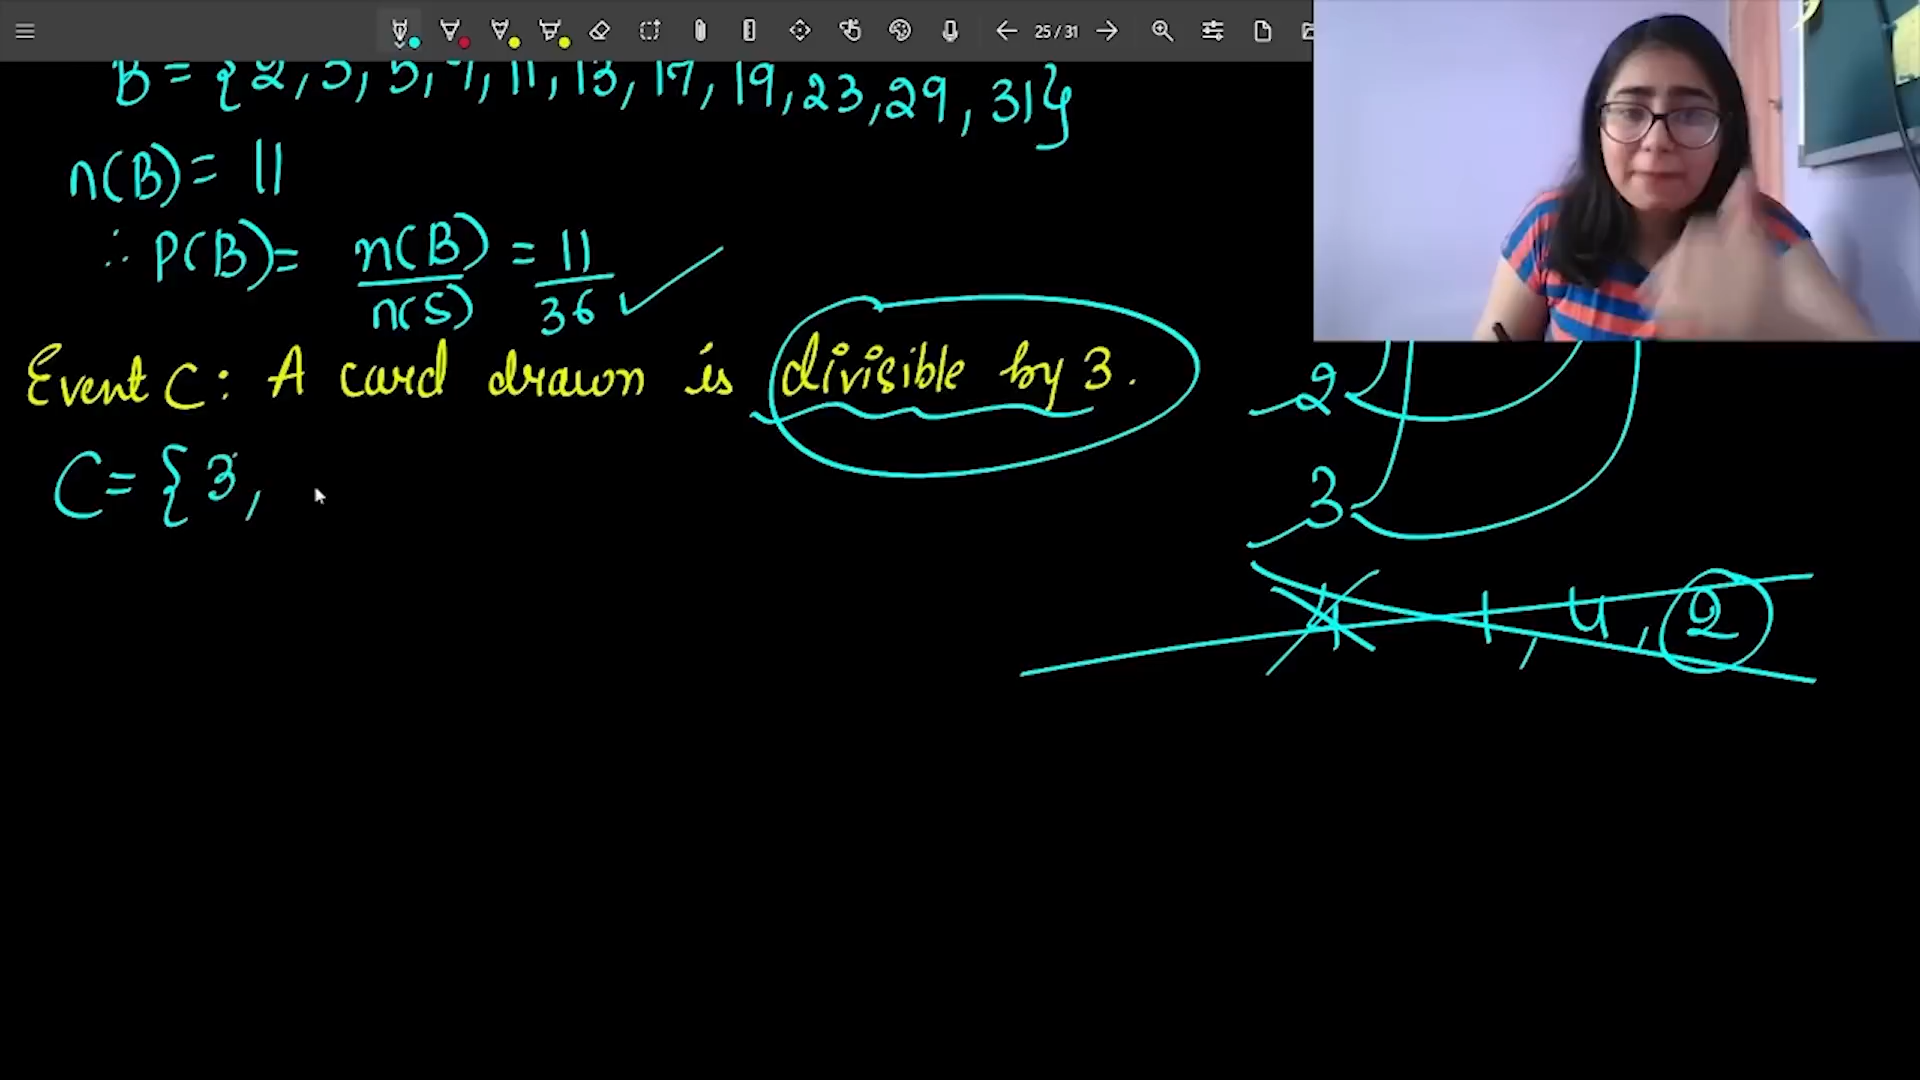 25 / 31
B = {2, 3, 5, 7, 11, 13, 17, 19, 23, 29, 31}
n(B) = 11
∴ P(B) = n(B)/n(S) = 11/36 ✓
Event C : A card drawn is divisible by 3.
C = { 3 ,
2
3
4 1 , 4 , 2